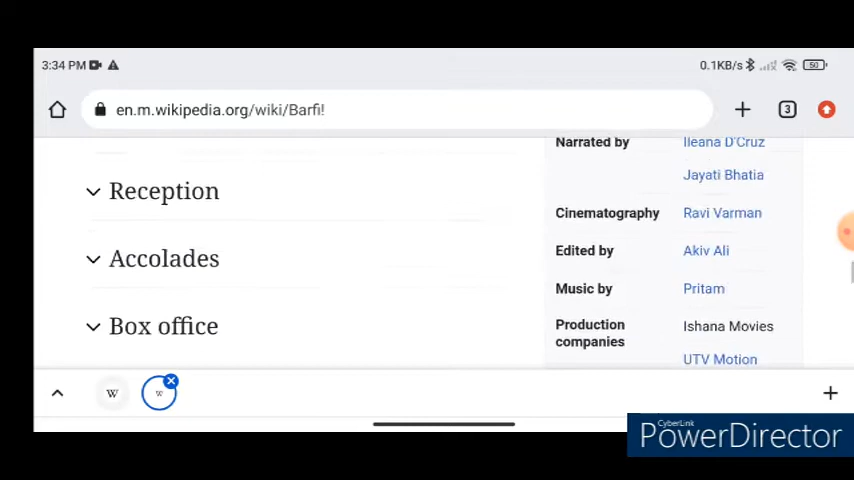 3:34 PM
0.1KB/s
50
en.m.wikipedia.org/wiki/Barfi!
3
Narrated by
Ileana D'Cruz
Jayati Bhatia
Reception
Cinematography
Ravi Varman
Accolades
Edited by
Akiv Ali
Music by
Pritam
Box office
Production
companies
Ishana Movies
UTV Motion
W
W
CyberLink
PowerDirector